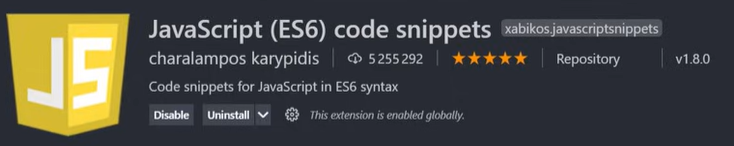 JS
JavaScript (ES6) code snippets xabikos.javascriptsnippets
charalampos karypidis 5 255 292 Repository v1.8.0
Code snippets for JavaScript in ES6 syntax
Disable Uninstall This extension is enabled globally.